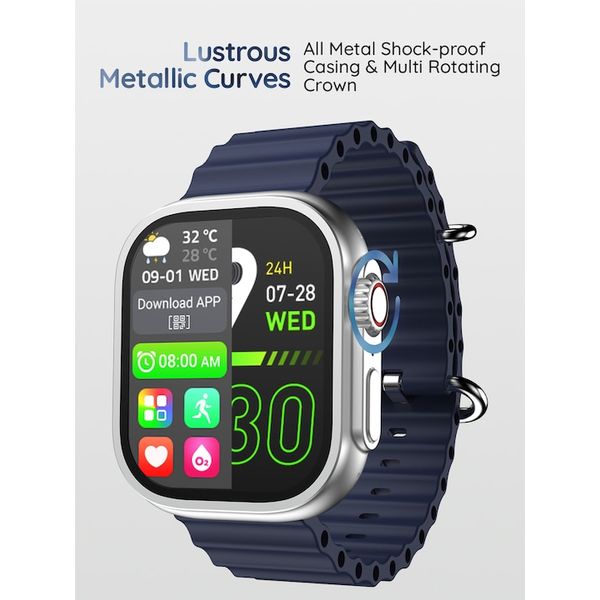 Lustrous
Metallic Curves
All Metal Shock-proof
Casing & Multi Rotating
Crown
32 °C
28 °C
09-01 WED
Download APP
08:00 AM
O2
24H
07-28
WED
30